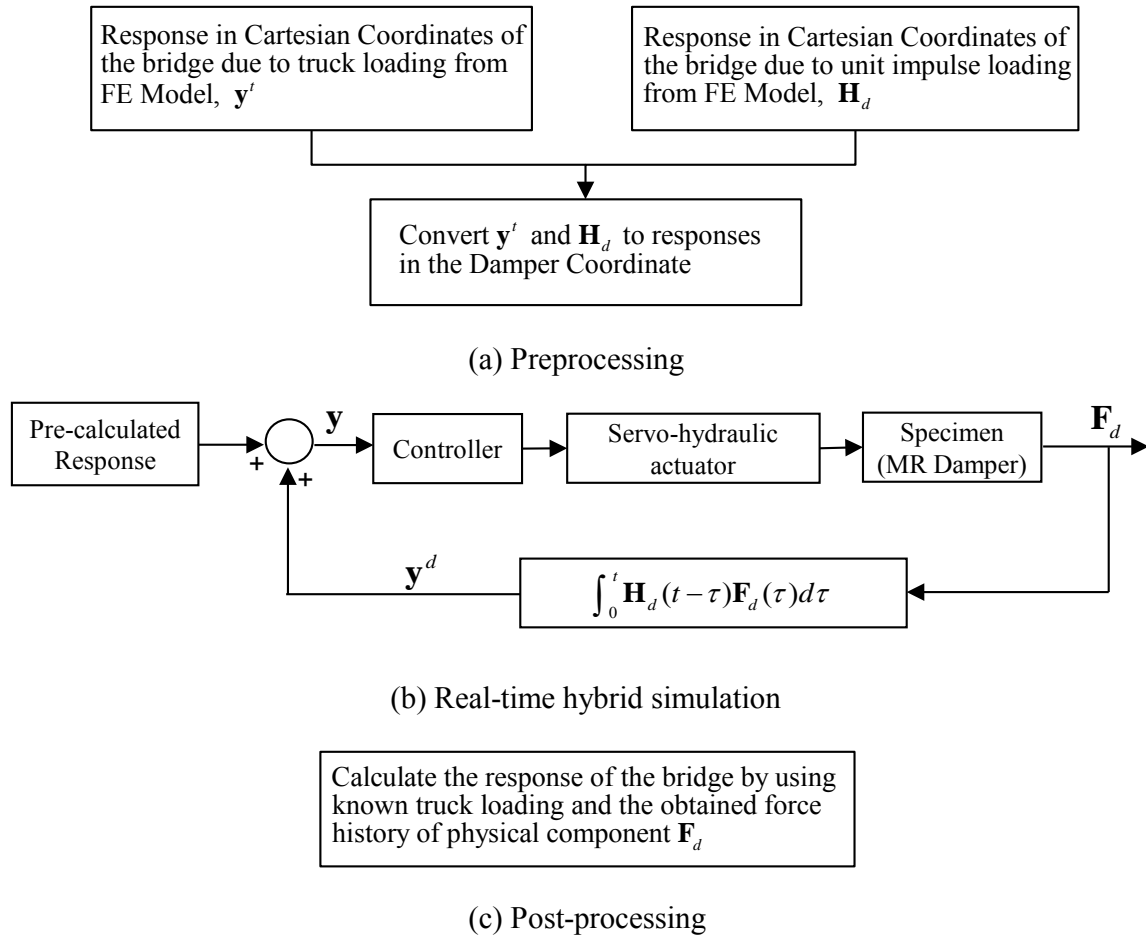 Response in Cartesian Coordinates of
the bridge due to truck loading from
FE Model, y^t
Response in Cartesian Coordinates of
the bridge due to unit impulse loading
from FE Model, H_d
Convert y^t and H_d to responses
in the Damper Coordinate
(a) Preprocessing
Pre-calculated
Response
+
+
y
Controller
Servo-hydraulic
actuator
Specimen
(MR Damper)
F_d
y^d
∫_0^t H_d(t−τ)F_d(τ)dτ
(b) Real-time hybrid simulation
Calculate the response of the bridge by using
known truck loading and the obtained force
history of physical component F_d
(c) Post-processing